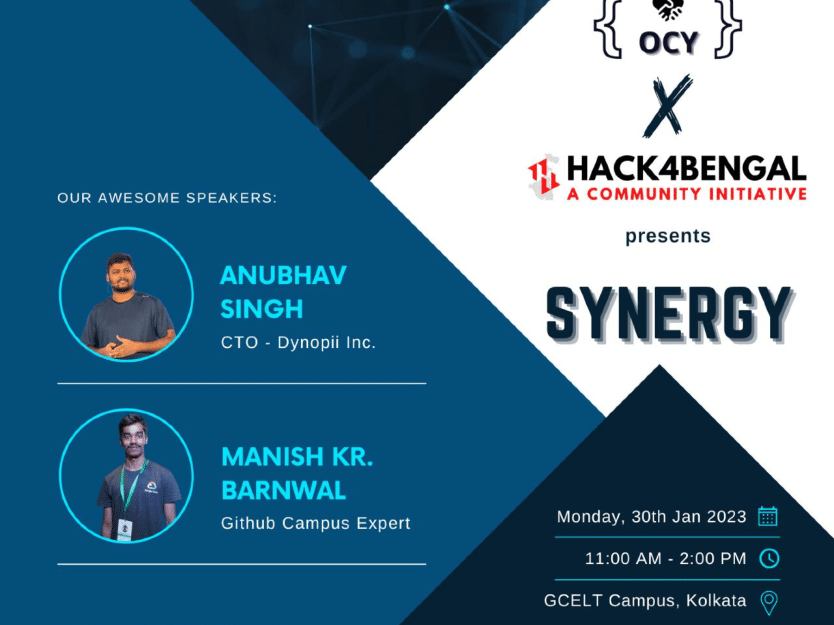 { OCY }
X
HACK4BENGAL
A COMMUNITY INITIATIVE
presents
SYNERGY
OUR AWESOME SPEAKERS:
ANUBHAV
SINGH
CTO - Dynopii Inc.
MANISH KR.
BARNWAL
Github Campus Expert
Monday, 30th Jan 2023
11:00 AM - 2:00 PM
GCELT Campus, Kolkata